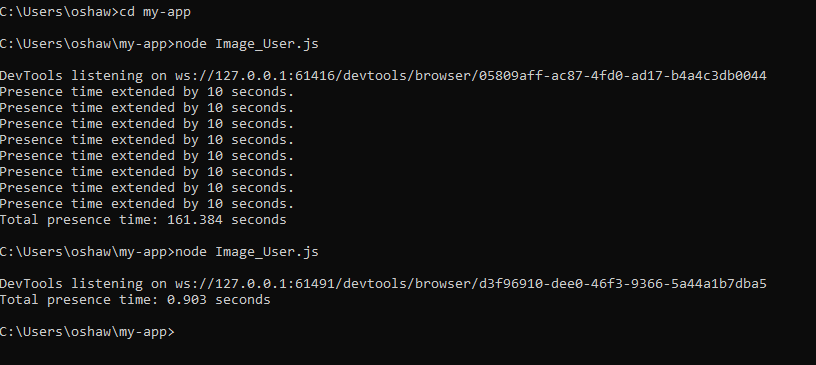 C:\Users\oshaw>cd my-app
C:\Users\oshaw\my-app>node Image_User.js
DevTools listening on ws://127.0.0.1:61416/devtools/browser/05809aff-ac87-4fd0-ad17-b4a4c3db0044
Presence time extended by 10 seconds.
Presence time extended by 10 seconds.
Presence time extended by 10 seconds.
Presence time extended by 10 seconds.
Presence time extended by 10 seconds.
Presence time extended by 10 seconds.
Presence time extended by 10 seconds.
Presence time extended by 10 seconds.
Total presence time: 161.384 seconds
C:\Users\oshaw\my-app>node Image_User.js
DevTools listening on ws://127.0.0.1:61491/devtools/browser/d3f96910-dee0-46f3-9366-5a44a1b7dba5
Total presence time: 0.903 seconds
C:\Users\oshaw\my-app>